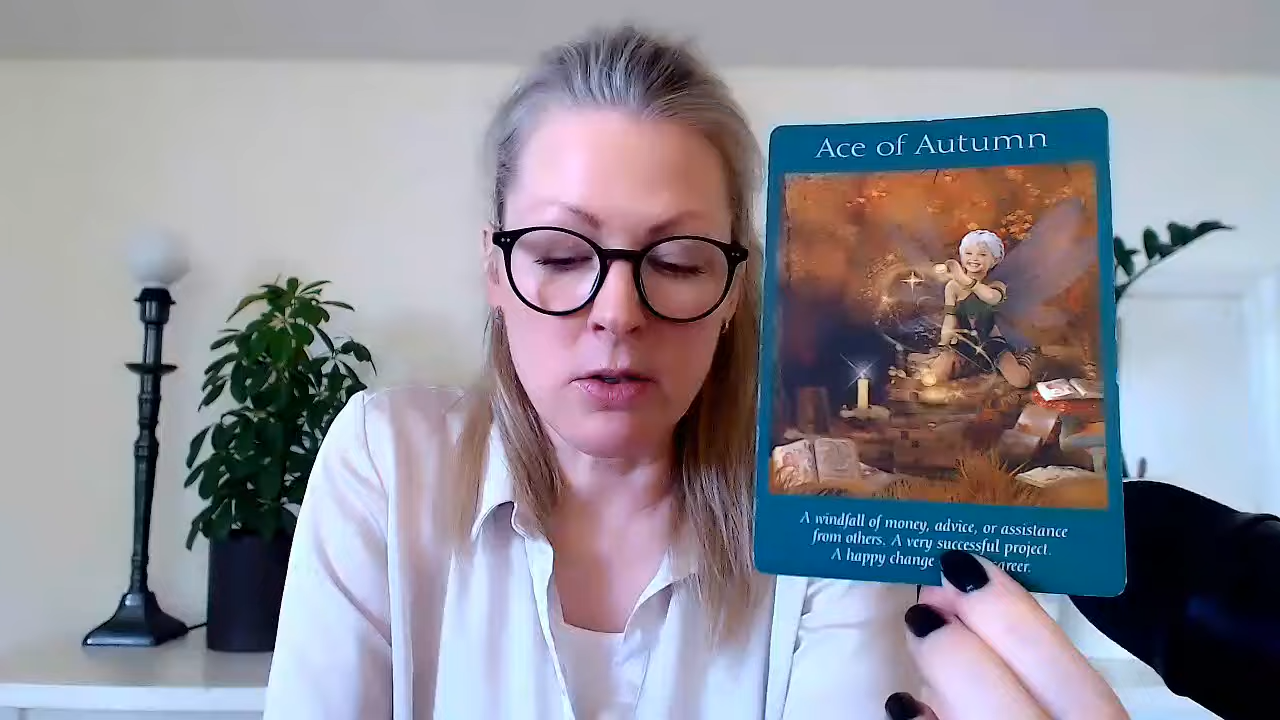 Ace of Autumn
A windfall of money, advice, or assistance
from others. A very successful project.
A happy change career.